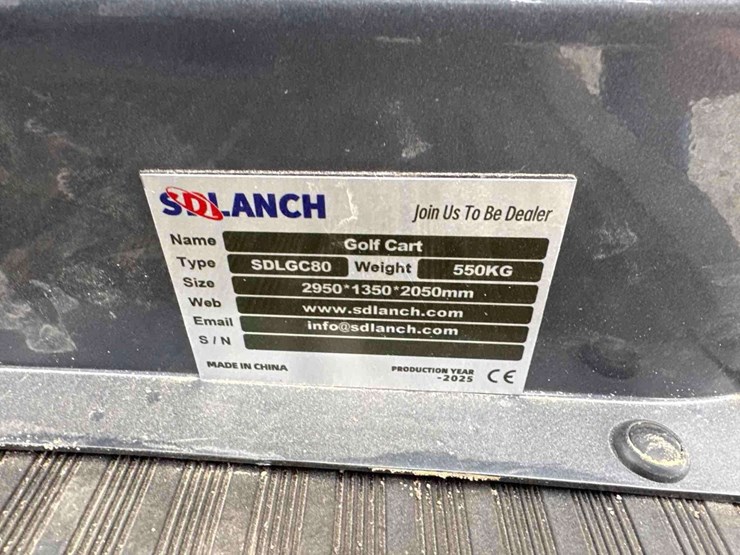 SDLANCH
Join Us To Be Dealer
Name Golf Cart
Type SDLGC80 Weight 550KG
Size 2950*1350*2050mm
Web www.sdlanch.com
Email info@sdlanch.com
S / N
MADE IN CHINA
PRODUCTION YEAR
-2025
CE